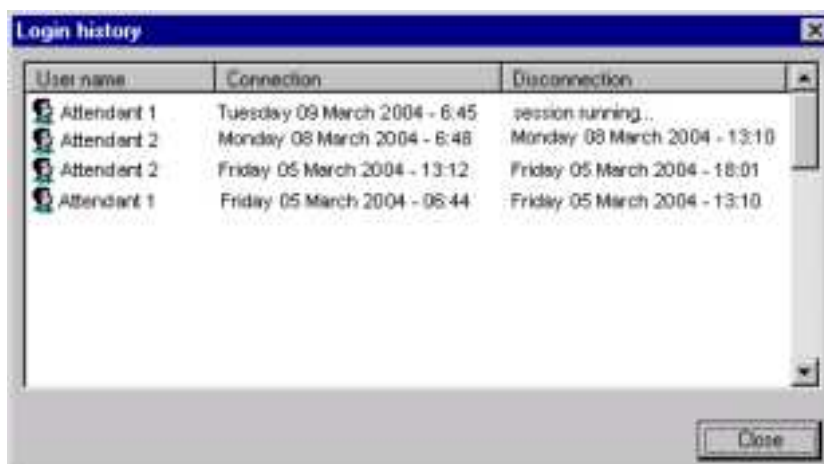 Login history
User name Connection Disconnection
Attendant 1 Tuesday 09 March 2004 - 6:45 session running...
Attendant 2 Monday 08 March 2004 - 6:48 Monday 08 March 2004 - 13:10
Attendant 2 Friday 05 March 2004 - 13:12 Friday 05 March 2004 - 18:01
Attendant 1 Friday 05 March 2004 - 06:44 Friday 05 March 2004 - 13:10
Close